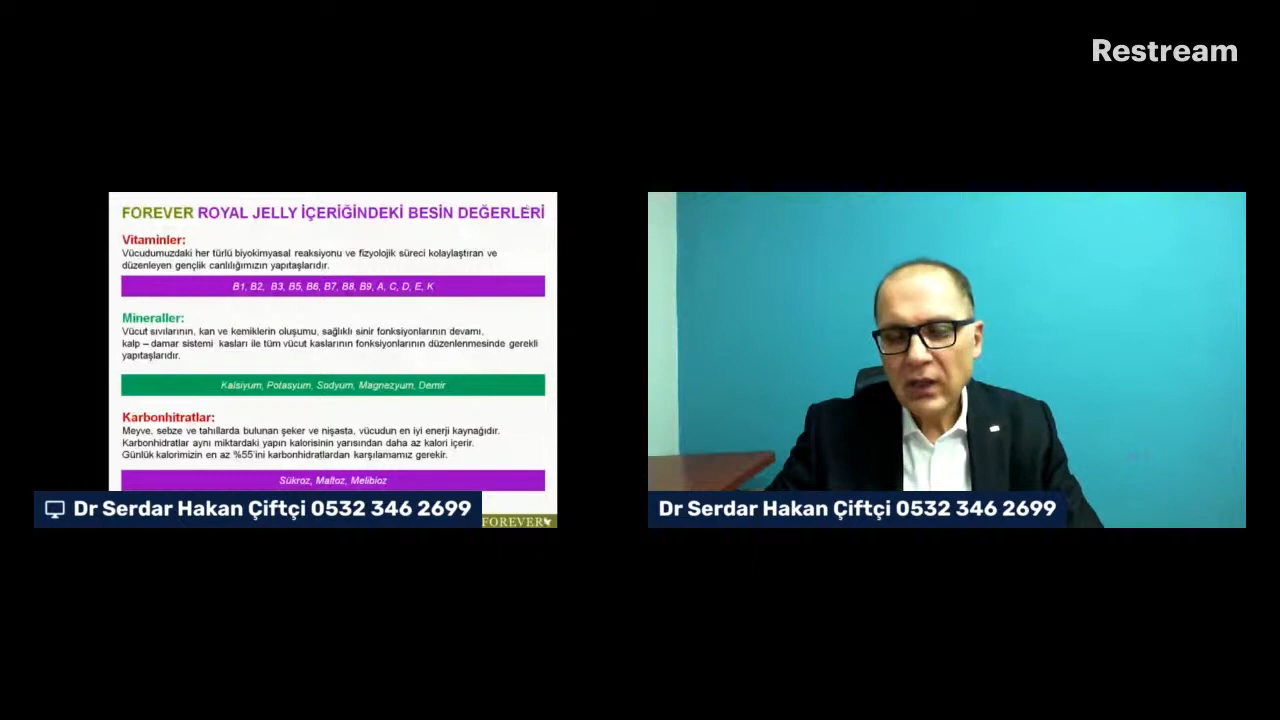 Restream
FOREVER ROYAL JELLY İÇERİĞİNDEKİ BESİN DEĞERLERİ
Vitaminler:
Vücudumuzdaki her türlü biyokimyasal reaksiyonu ve fizyolojik süreci kolaylaştıran ve
düzenleyen gençlik canlılığımızın yapıtaşlarıdır.
B1, B2, B3, B5, B6, B7, B8, B9, A, C, D, E, K
Mineraller:
Vücut sıvılarının, kan ve kemiklerin oluşumu, sağlıklı sinir fonksiyonlarının devamı,
kalp – damar sistemi kasları ile tüm vücut kaslarının fonksiyonlarının düzenlenmesinde gerekli
yapıtaşlarıdır.
Kalsiyum, Potasyum, Sodyum, Magnezyum, Demir
Karbonhitratlar:
Meyve, sebze ve tahıllarda bulunan şeker ve nişasta, vücudun en iyi enerji kaynağıdır.
Karbonhidratlar aynı miktardaki yapın kalorisinin yarısından daha az kalori içerir.
Günlük kalorimizin en az %55'ini karbonhidratlardan karşılamamız gerekir.
Sükroz, Maltoz, Melibioz
Dr Serdar Hakan Çiftçi 0532 346 2699
FOREVER
Dr Serdar Hakan Çiftçi 0532 346 2699